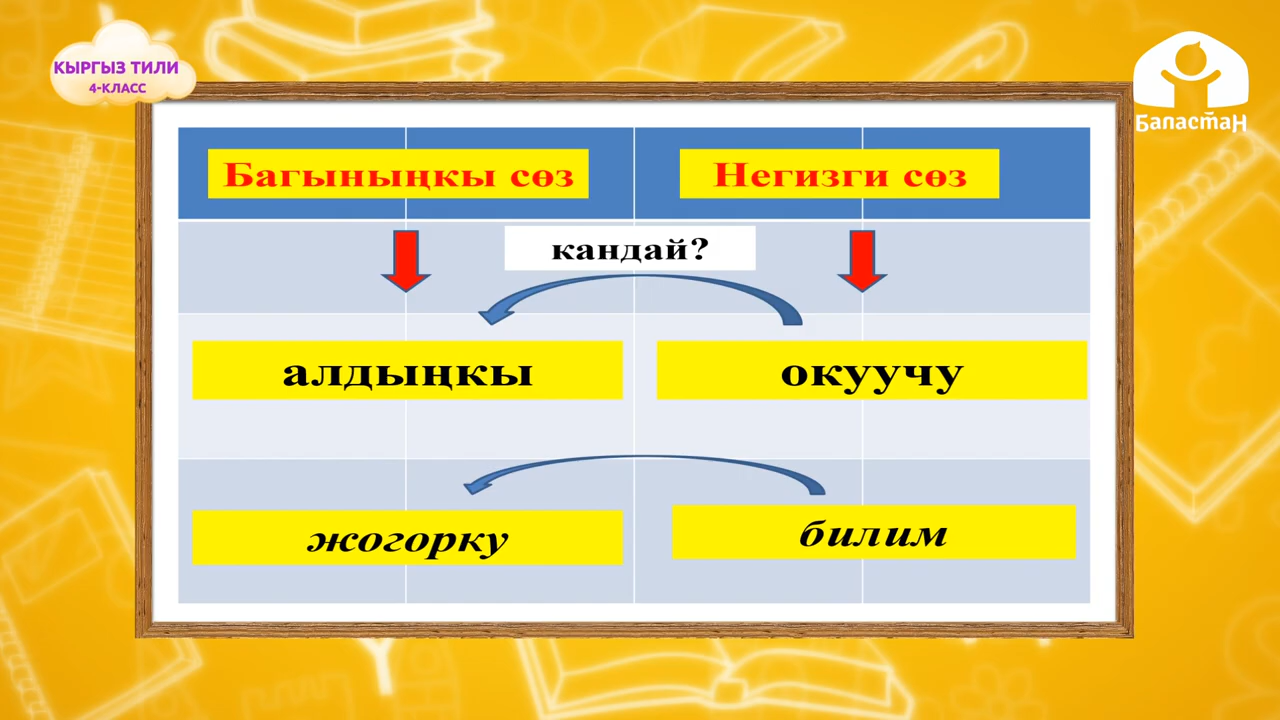 КЫРГЫЗ ТИЛИ
4-КЛАСС
Баластан
Багыныңкы сөз
Негизги сөз
кандай?
алдыңкы
окуучу
жогорку
билим